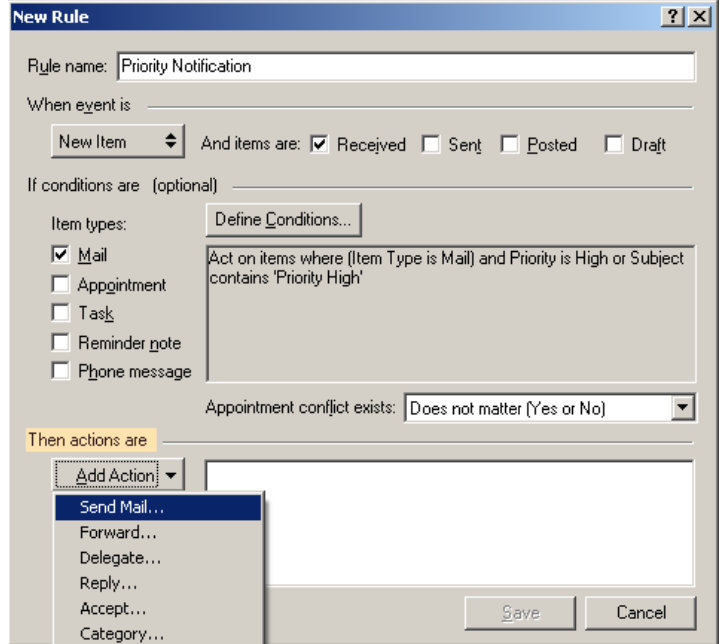 New Rule
Rule name: Priority Notification
When event is
New Item And items are: Received Sent Posted Draft
If conditions are (optional)
Item types: Define Conditions...
Mail
Act on items where (Item Type is Mail) and Priority is High or Subject
contains 'Priority High'
Appointment
Task
Reminder note
Phone message
Appointment conflict exists: Does not matter (Yes or No)
Then actions are
Add Action
Send Mail...
Forward...
Delegate...
Reply...
Accept...
Category...
Save Cancel